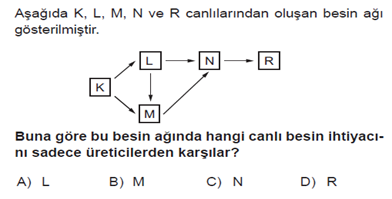 Aşağıda K, L, M, N ve R canlılarından oluşan besin ağı
gösterilmiştir.
L
N
R
K
M
Buna göre bu besin ağında hangi canlı besin ihtiyacı-
nı sadece üreticilerden karşılar?
A) L B) M C) N D) R